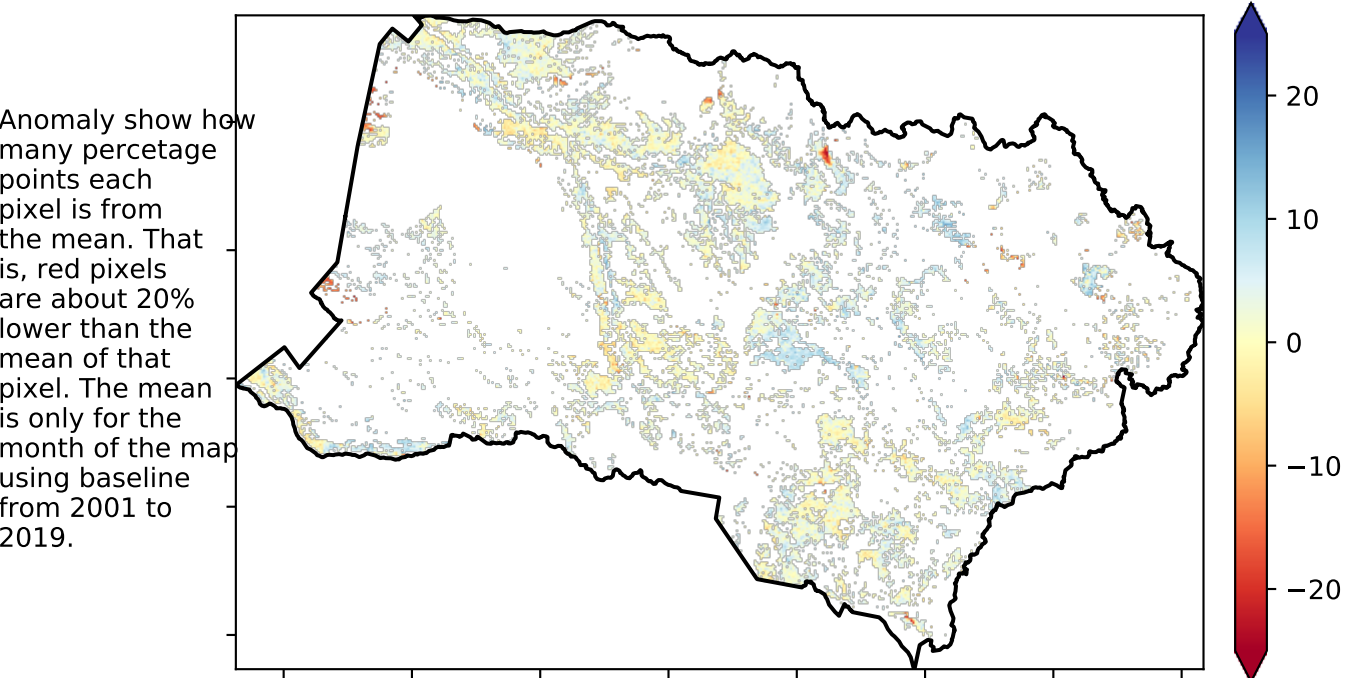 Anomaly show how
many percetage
points each
pixel is from
the mean. That
is, red pixels
are about 20%
lower than the
mean of that
pixel. The mean
is only for the
month of the map
using baseline
from 2001 to
2019.
20
10
0
−10
−20